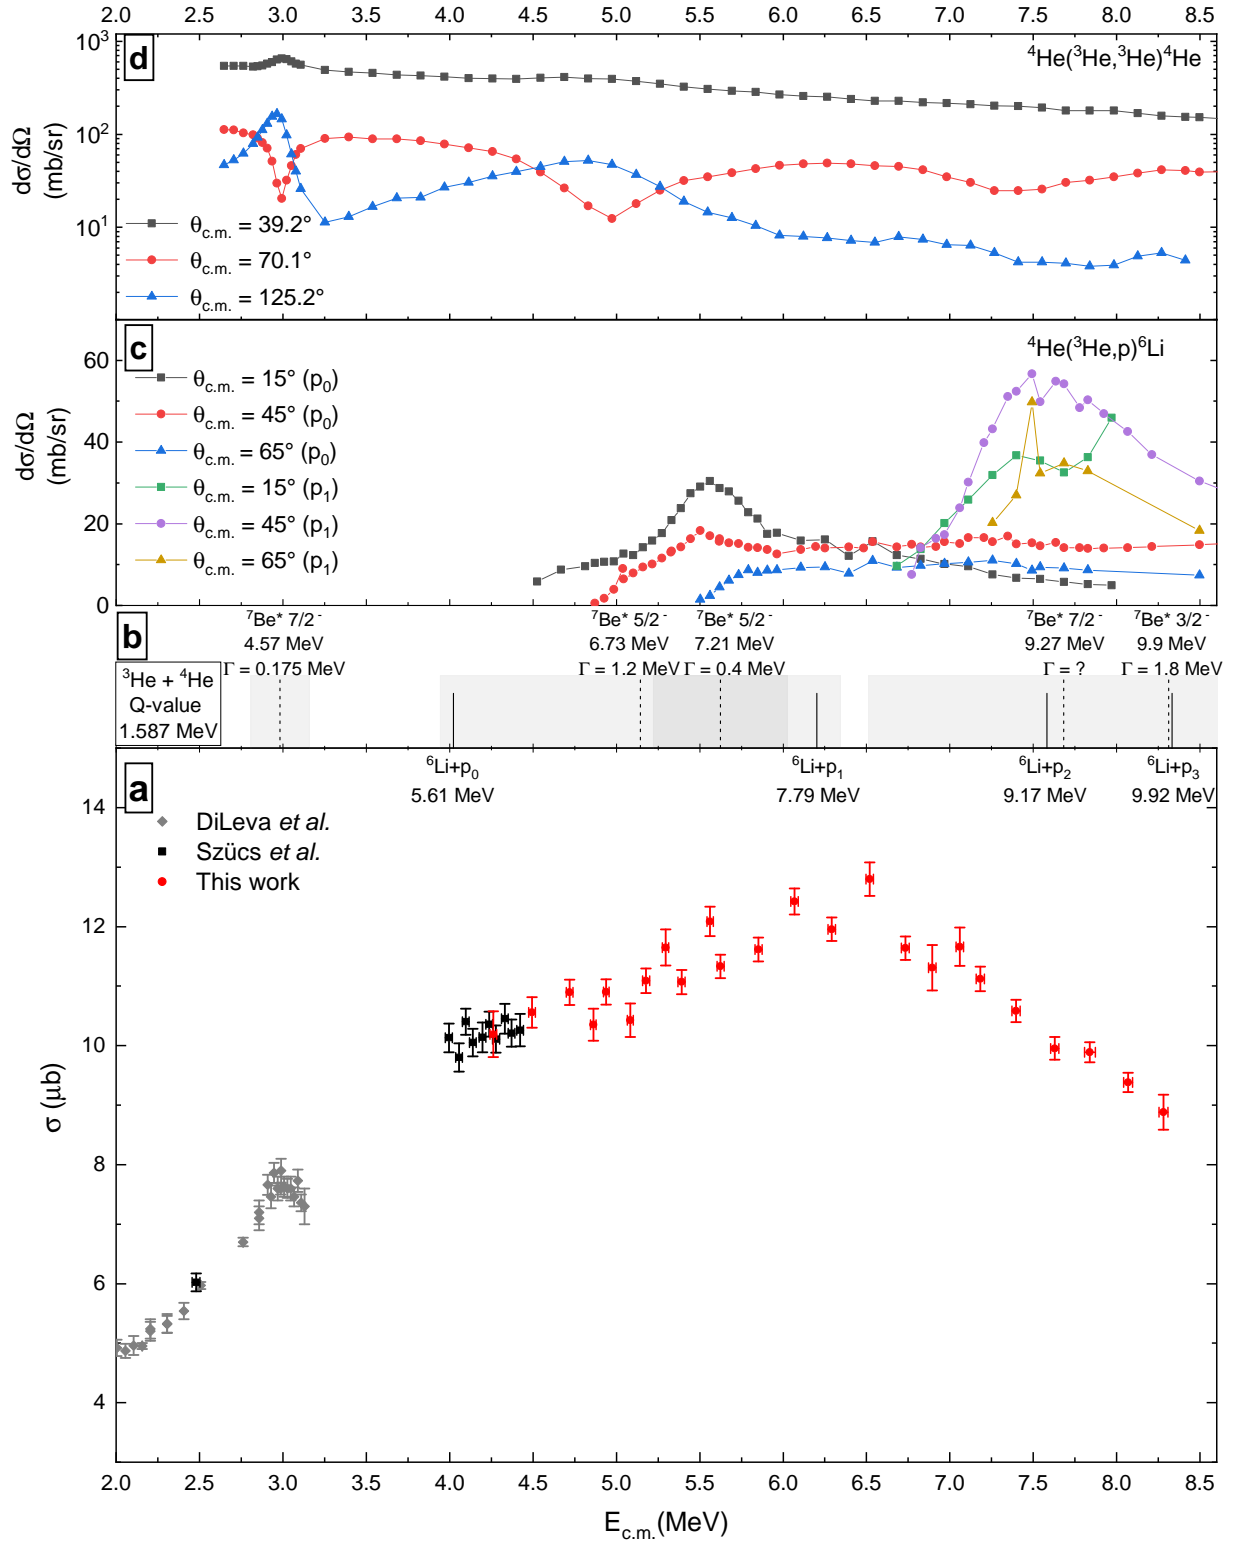 2.0 2.5 3.0 3.5 4.0 4.5 5.0 5.5 6.0 6.5 7.0 7.5 8.0 8.5
d
⁴He(³He,³He)⁴He
10³
10²
10¹
dσ/dΩ
(mb/sr)
θc.m. = 39.2°
θc.m. = 70.1°
θc.m. = 125.2°
c
⁴He(³He,p)⁶Li
60
40
20
0
dσ/dΩ
(mb/sr)
θc.m. = 15° (p₀)
θc.m. = 45° (p₀)
θc.m. = 65° (p₀)
θc.m. = 15° (p₁)
θc.m. = 45° (p₁)
θc.m. = 65° (p₁)
b
⁷Be* 7/2⁻
4.57 MeV
Γ = 0.175 MeV
⁷Be* 5/2⁻
6.73 MeV
Γ = 1.2 MeV
⁷Be* 5/2⁻
7.21 MeV
Γ = 0.4 MeV
⁷Be* 7/2⁻
9.27 MeV
Γ = ?
⁷Be* 3/2⁻
9.9 MeV
Γ = 1.8 MeV
³He + ⁴He
Q-value
1.587 MeV
⁶Li+p₀
5.61 MeV
⁶Li+p₁
7.79 MeV
⁶Li+p₂
9.17 MeV
⁶Li+p₃
9.92 MeV
a
DiLeva et al.
Szücs et al.
This work
14
12
10
8
6
4
σ (μb)
2.0 2.5 3.0 3.5 4.0 4.5 5.0 5.5 6.0 6.5 7.0 7.5 8.0 8.5
Ec.m.(MeV)